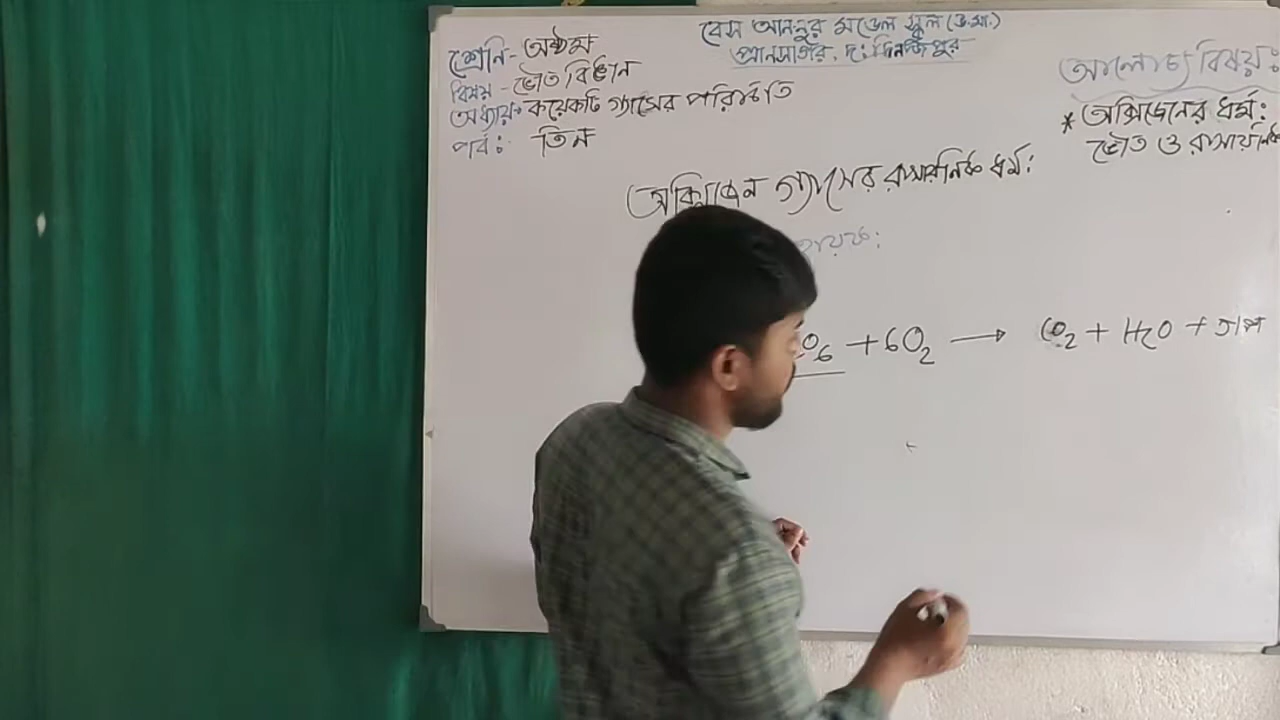 বেস আননুর মডেল স্কুল (উ.মা.)
প্রানসাগর, দঃ দিনাজপুর
শ্রেনি- অষ্টম
বিষয় - ভৌত বিজ্ঞান
অধ্যায়- কয়েকটি গ্যাসের পরিচিতি
পর্ব: তিন
আলোচ্য বিষয়:
* অক্সিজেনের ধর্ম:
ভৌত ও রাসায়নিক
অক্সিজেন গ্যাসের রাসায়নিক ধর্ম:
O6 + 6O2 → CO2 + H2O + তাপ